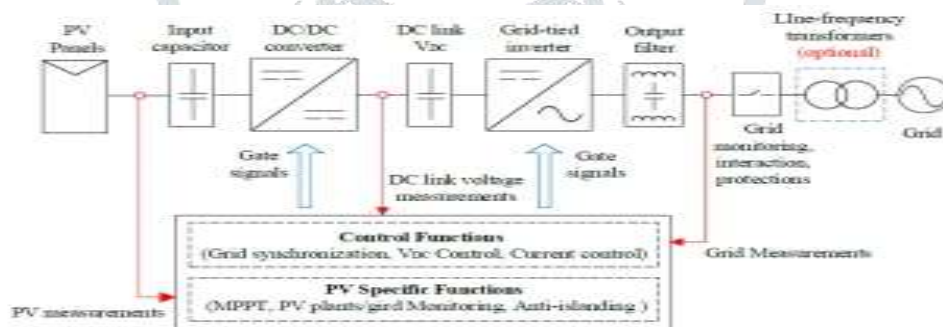 PV
Panels
Input
capacitor
DC/DC
converter
DC link
Vdc
Grid-tied
inverter
Output
filter
LIne-frequency
transformers
(optional)
Grid
Grid
monitoring,
interaction,
protections
Gate
signals
DC link voltage
measurements
Gate
signals
Control Functions
(Grid synchronization, Vdc Control, Current control)
Grid Measurements
PV Specific Functions
(MPPT, PV plants/gird Monitoring, Anti-islanding )
PV measurements